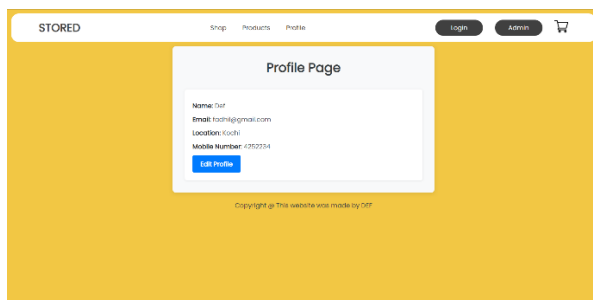 STORED
Shop Products Profile
Login Admin
Profile Page
Name: Def
Email: fadhil@gmail.com
Location: Kochi
Mobile Number: 4252234
Edit Profile
Copyright @ This website was made by DEF